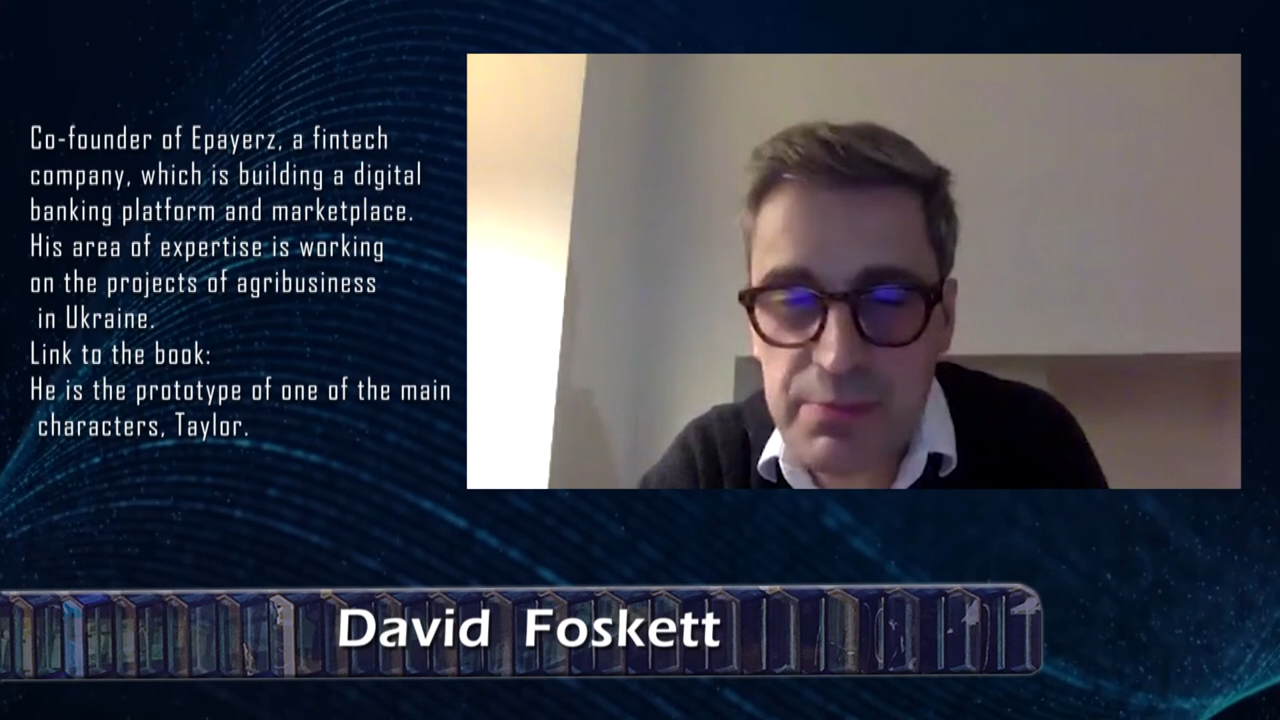 Co-founder of Epayerz, a fintech
company, which is building a digital
banking platform and marketplace.
His area of expertise is working
on the projects of agribusiness
in Ukraine.
Link to the book:
He is the prototype of one of the main
characters, Taylor.
David Foskett